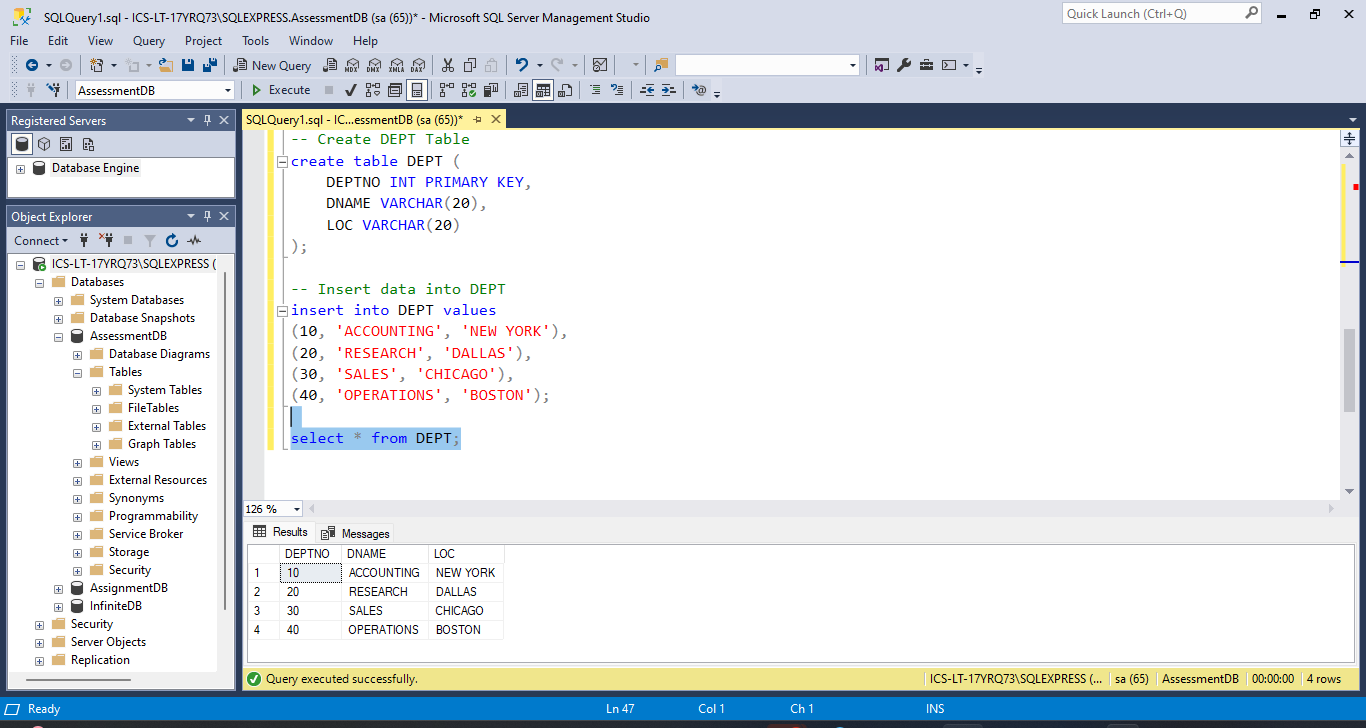 SQLQuery1.sql - ICS-LT-17YRQ73\SQLEXPRESS.AssessmentDB (sa (65))* - Microsoft SQL Server Management Studio
Quick Launch (Ctrl+Q)
File Edit View Query Project Tools Window Help
New Query MDX DMX XMLA DAX
AssessmentDB Execute
Registered Servers
Database Engine
Object Explorer
Connect
ICS-LT-17YRQ73\SQLEXPRESS (
Databases
System Databases
Database Snapshots
AssessmentDB
Database Diagrams
Tables
System Tables
FileTables
External Tables
Graph Tables
Views
External Resources
Synonyms
Programmability
Service Broker
Storage
Security
AssignmentDB
InfiniteDB
Security
Server Objects
Replication
SQLQuery1.sql - IC...essmentDB (sa (65))*
-- Create DEPT Table
create table DEPT (
DEPTNO INT PRIMARY KEY,
DNAME VARCHAR(20),
LOC VARCHAR(20)
);
-- Insert data into DEPT
insert into DEPT values
(10, 'ACCOUNTING', 'NEW YORK'),
(20, 'RESEARCH', 'DALLAS'),
(30, 'SALES', 'CHICAGO'),
(40, 'OPERATIONS', 'BOSTON');
select * from DEPT;
126 %
Results Messages
DEPTNO DNAME LOC
1 10 ACCOUNTING NEW YORK
2 20 RESEARCH DALLAS
3 30 SALES CHICAGO
4 40 OPERATIONS BOSTON
Query executed successfully. ICS-LT-17YRQ73\SQLEXPRESS (... sa (65) AssessmentDB 00:00:00 4 rows
Ready Ln 47 Col 1 Ch 1 INS